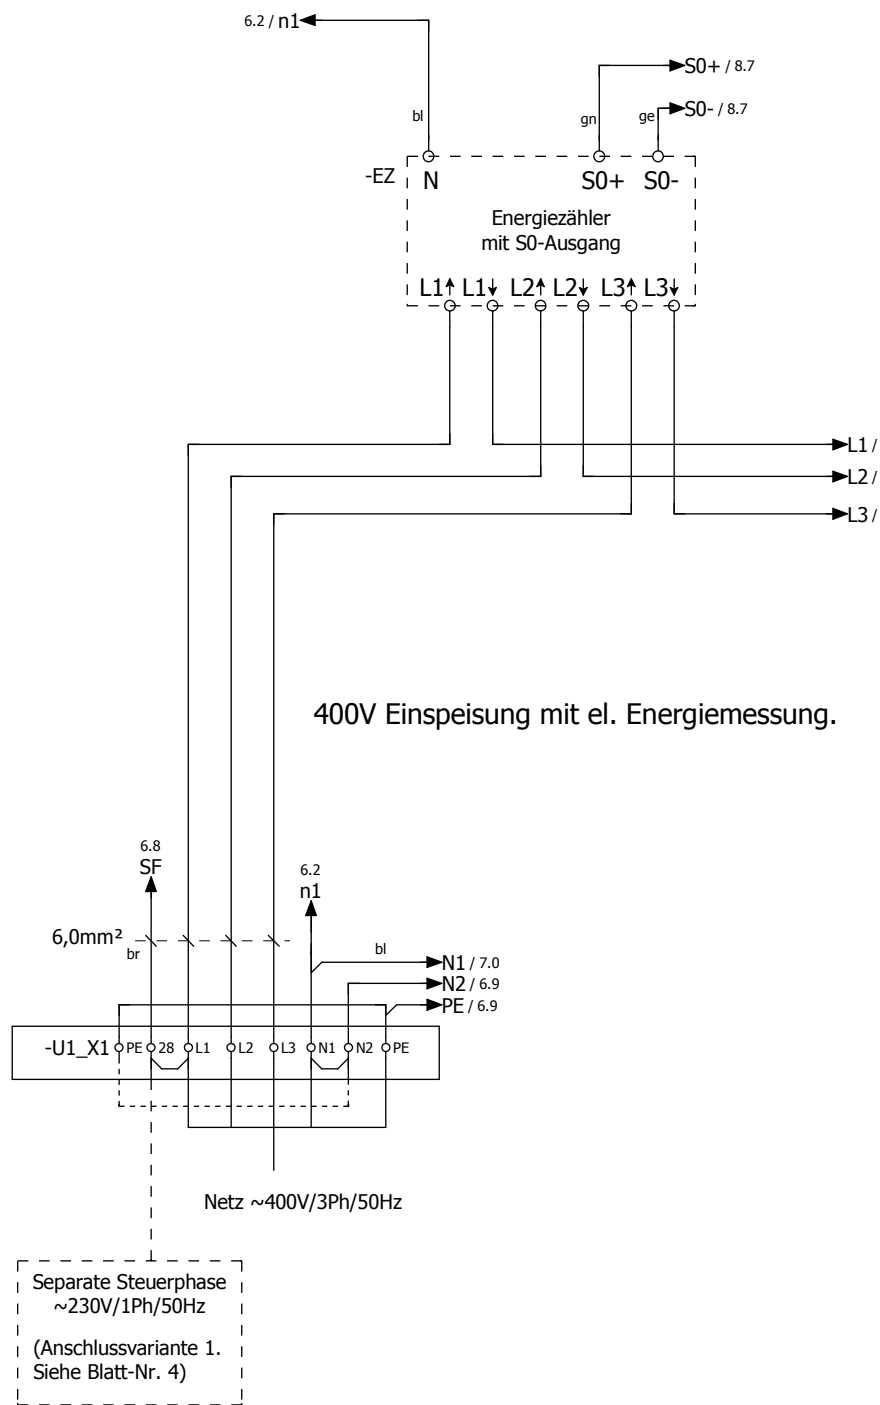 6.2 / n1
S0+ / 8.7
S0- / 8.7
bl
gn
ge
-EZ
N
S0+
S0-
Energiezähler
mit S0-Ausgang
L1 L1 L2 L2 L3 L3
L1 /
L2 /
L3 /
400V Einspeisung mit el. Energiemessung.
6.8
SF
6.2
n1
6,0mm²
br
bl
N1 / 7.0
N2 / 6.9
PE / 6.9
-U1_X1 PE 28 L1 L2 L3 N1 N2 PE
Netz ~400V/3Ph/50Hz
Separate Steuerphase
~230V/1Ph/50Hz
(Anschlussvariante 1.
Siehe Blatt-Nr. 4)